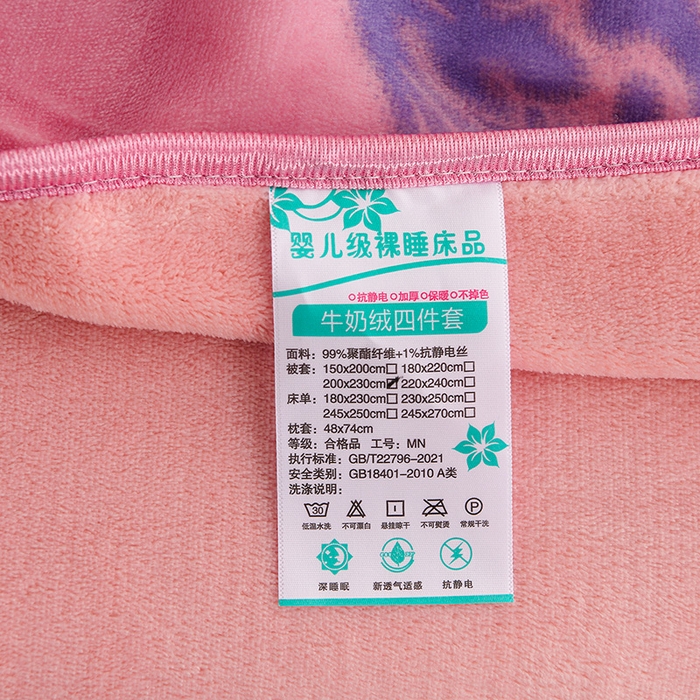 婴儿级裸睡床品
抗静电 加厚 保暖 不掉色
牛奶绒四件套
面料：99%聚酯纤维+1%抗静电丝
被套：150x200cm□ 180x220cm□
200x230cm☑ 220x240cm□
床单：180x230cm□ 230x250cm□
245x250cm□ 245x270cm□
枕套：48x74cm
等级：合格品 工号：MN
执行标准：GB/T22796-2021
安全类别：GB18401-2010 A类
洗涤说明：
30 P
低温水洗 不可漂白 悬挂晾干 不可熨烫 常规干洗
深睡眠 新透气适感 抗静电